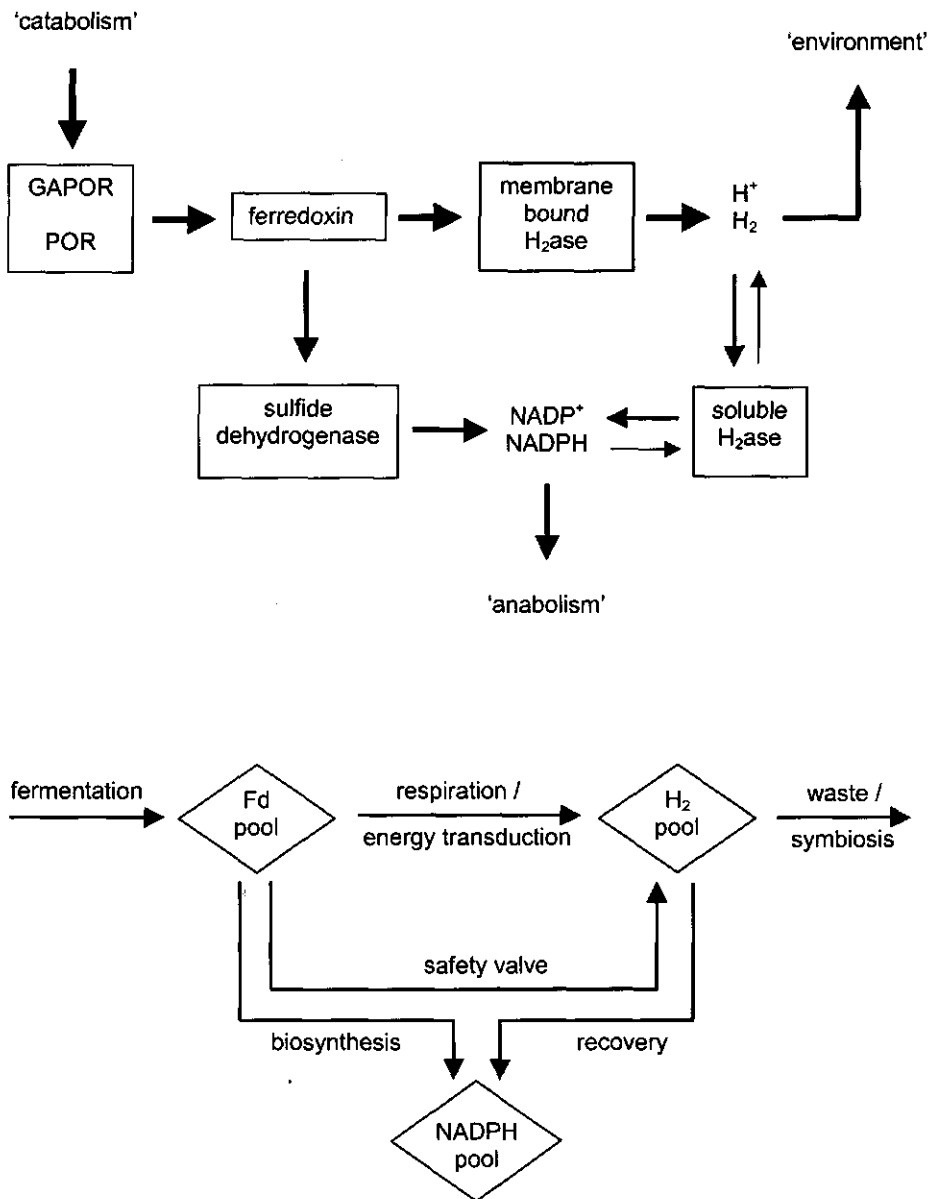 'catabolism'
'environment'
GAPOR
POR
ferredoxin
membrane
bound
H₂ase
H⁺
H₂
sulfide
dehydrogenase
NADP⁺
NADPH
soluble
H₂ase
'anabolism'
fermentation
Fd
pool
respiration /
energy transduction
H₂
pool
waste /
symbiosis
safety valve
biosynthesis
recovery
NADPH
pool